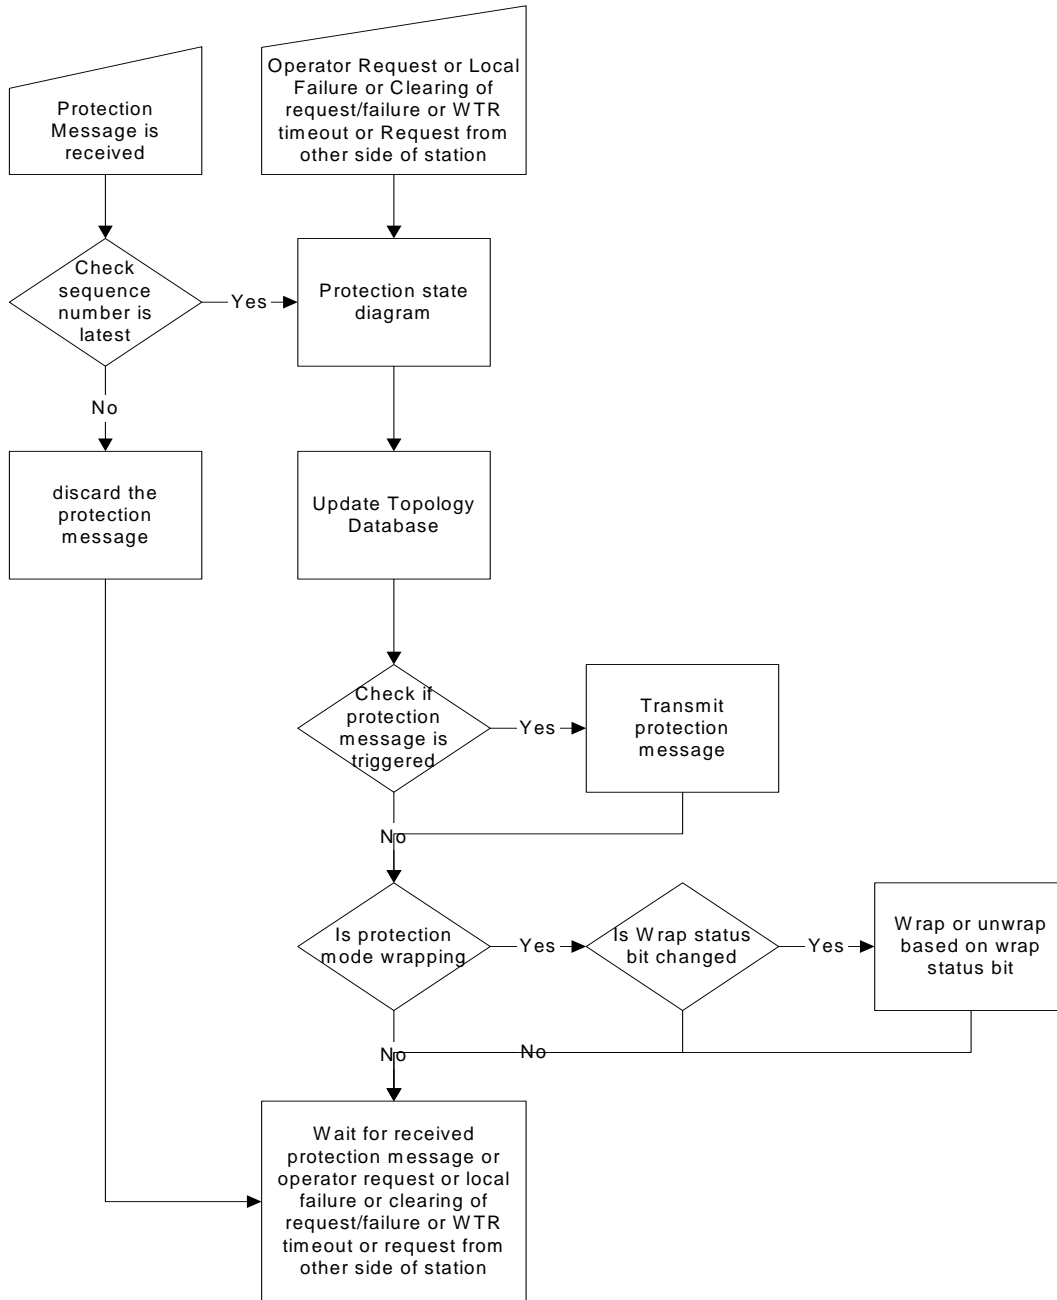 Operator Request or Local
Failure or Clearing of
request/failure or WTR
timeout or Request from
other side of station
Protection
Message is
received
Check
sequence
number is
latest
Yes
Protection state
diagram
No
discard the
protection
message
Update Topology
Database
Check if
protection
message is
triggered
Yes
Transmit
protection
message
No
Is protection
mode wrapping
Yes
Is Wrap status
bit changed
Yes
Wrap or unwrap
based on wrap
status bit
No
No
Wait for received
protection message or
operator request or local
failure or clearing of
request/failure or WTR
timeout or request from
other side of station